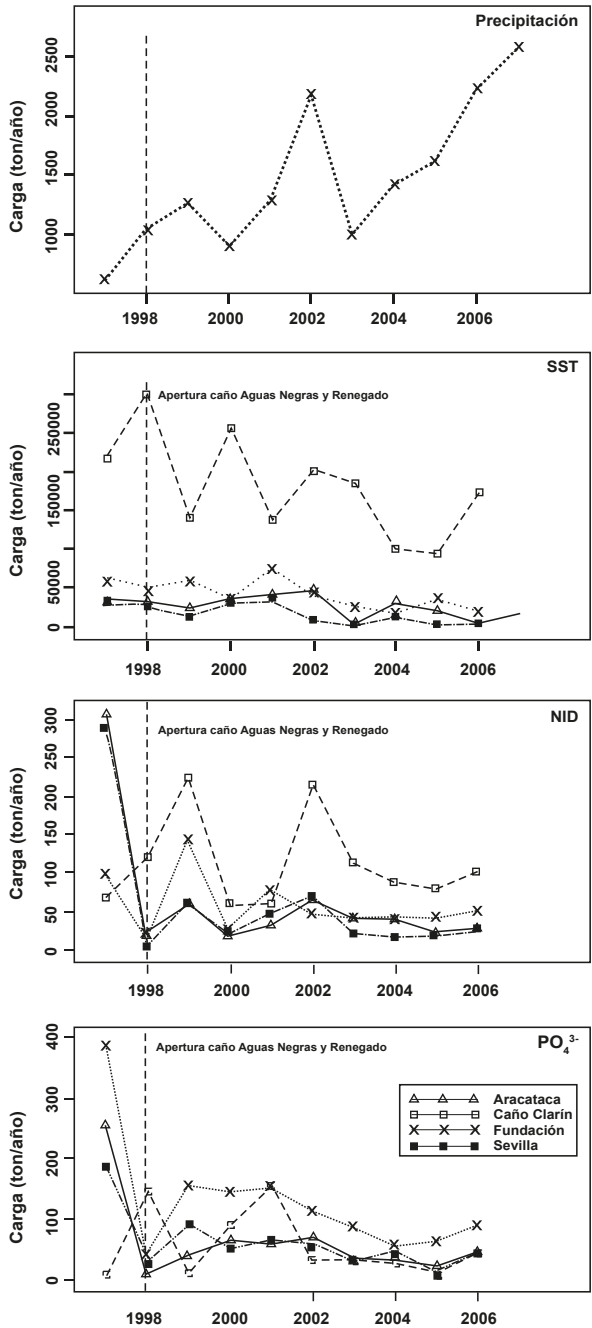 Precipitación
Carga (ton/año)
2500
2000
1500
1000
1998 2000 2002 2004 2006
SST
Apertura caño Aguas Negras y Renegado
Carga (ton/año)
250000
150000
50000
0
1998 2000 2002 2004 2006
NID
Apertura caño Aguas Negras y Renegado
Carga (ton/año)
300
250
200
150
100
50
0
1998 2000 2002 2004 2006
PO₄³⁻
Apertura caño Aguas Negras y Renegado
Carga (ton/año)
400
300
200
100
0
Aracataca
Caño Clarín
Fundación
Sevilla
1998 2000 2002 2004 2006